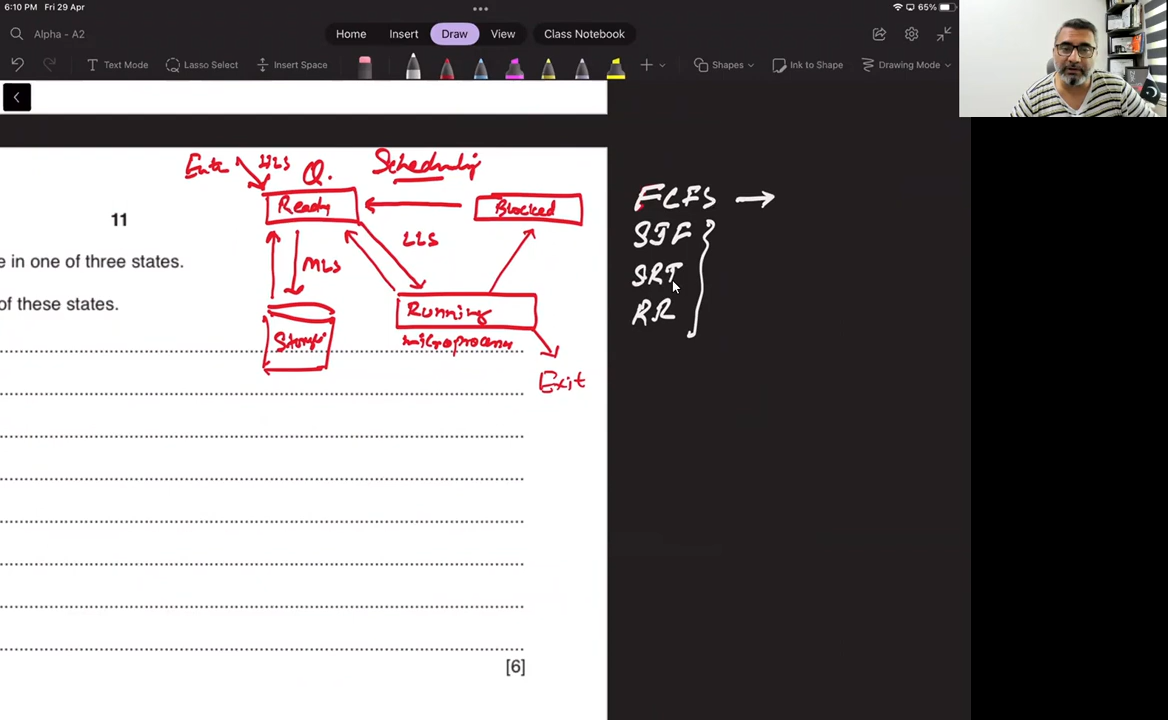 6:10 PM Fri 29 Apr
65%
Alpha - A2
Home Insert Draw View Class Notebook
Text Mode Lasso Select Insert Space Shapes Ink to Shape Drawing Mode
Scheduling
HLS Q.
Ready
Blocked
FCFS →
SJF
SRT
RR
11
LLS
MLS
e in one of three states.
of these states.
Running
microprocessor
Storage
Exit
[6]